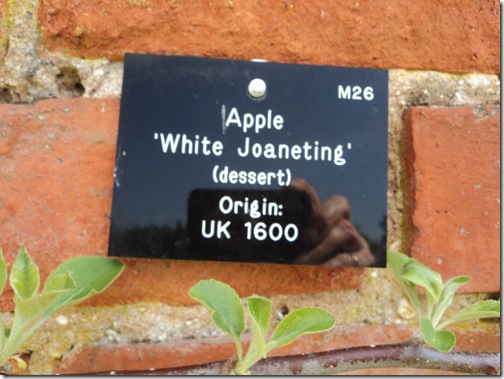 M26
Apple
'White Joaneting'
(dessert)
Origin:
UK 1600